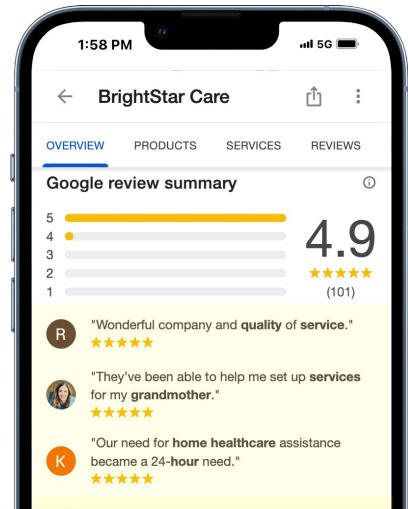 1:58 PM
5G
BrightStar Care
OVERVIEW PRODUCTS SERVICES REVIEWS
Google review summary
5
4
3
2
1
4.9
(101)
R
"Wonderful company and quality of service."
"They've been able to help me set up services
for my grandmother."
K
"Our need for home healthcare assistance
became a 24-hour need."